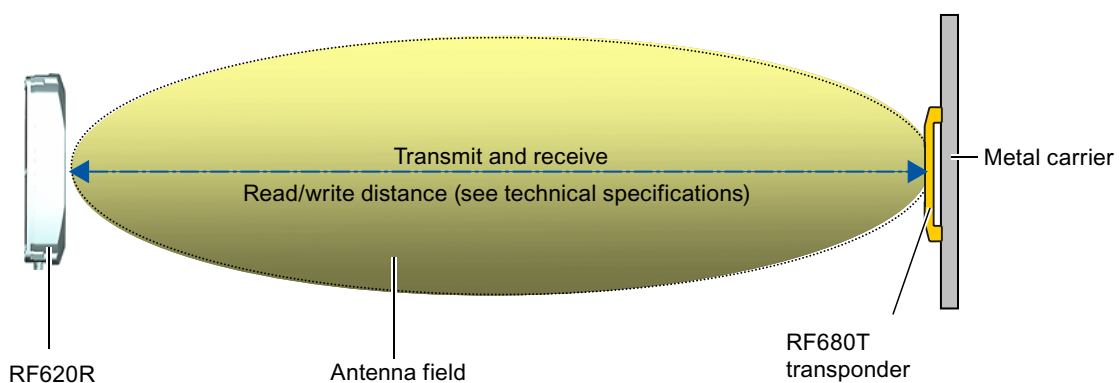 Transmit and receive
Read/write distance (see technical specifications)
Metal carrier
RF620R
Antenna field
RF680T
transponder